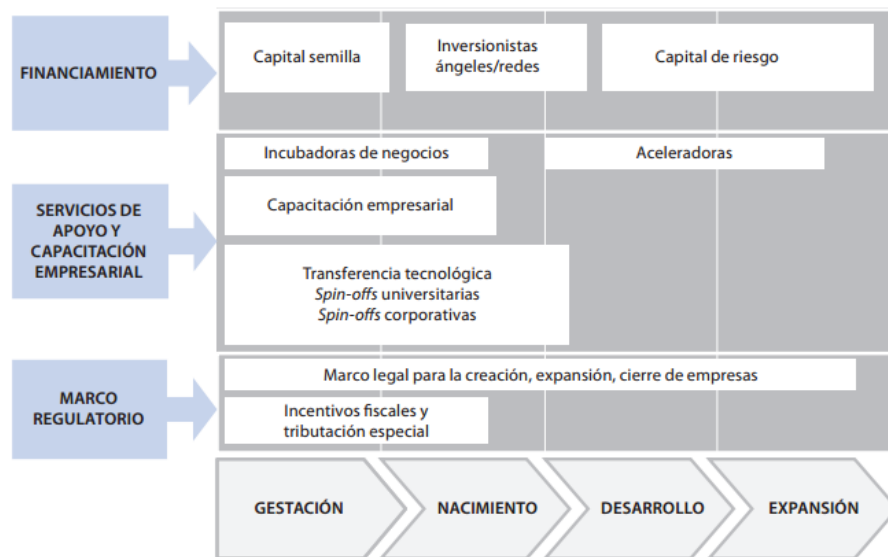 FINANCIAMIENTO
Capital semilla
Inversionistas
ángeles/redes
Capital de riesgo
SERVICIOS DE
APOYO Y
CAPACITACIÓN
EMPRESARIAL
Incubadoras de negocios
Aceleradoras
Capacitación empresarial
Transferencia tecnológica
Spin-offs universitarias
Spin-offs corporativas
MARCO
REGULATORIO
Marco legal para la creación, expansión, cierre de empresas
Incentivos fiscales y
tributación especial
GESTACIÓN
NACIMIENTO
DESARROLLO
EXPANSIÓN